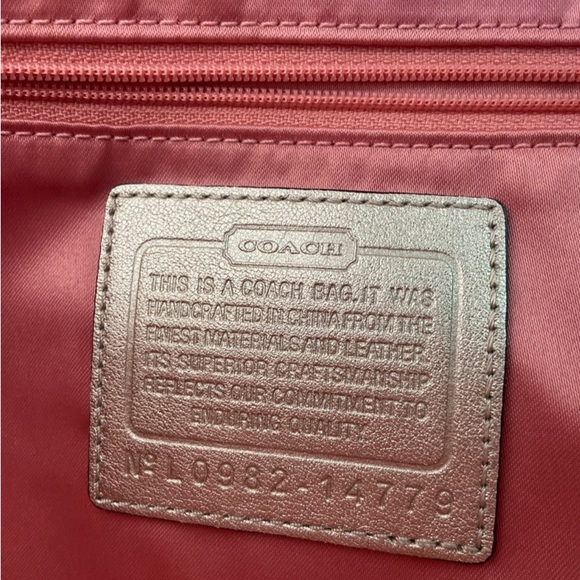 COACH
THIS IS A COACH BAG. IT WAS
HANDCRAFTED IN CHINA FROM THE
FINEST MATERIALS AND LEATHER.
ITS SUPERIOR CRAFTSMANSHIP
REFLECTS OUR COMMITMENT TO
ENDURING QUALITY.
Nº L0982-14779